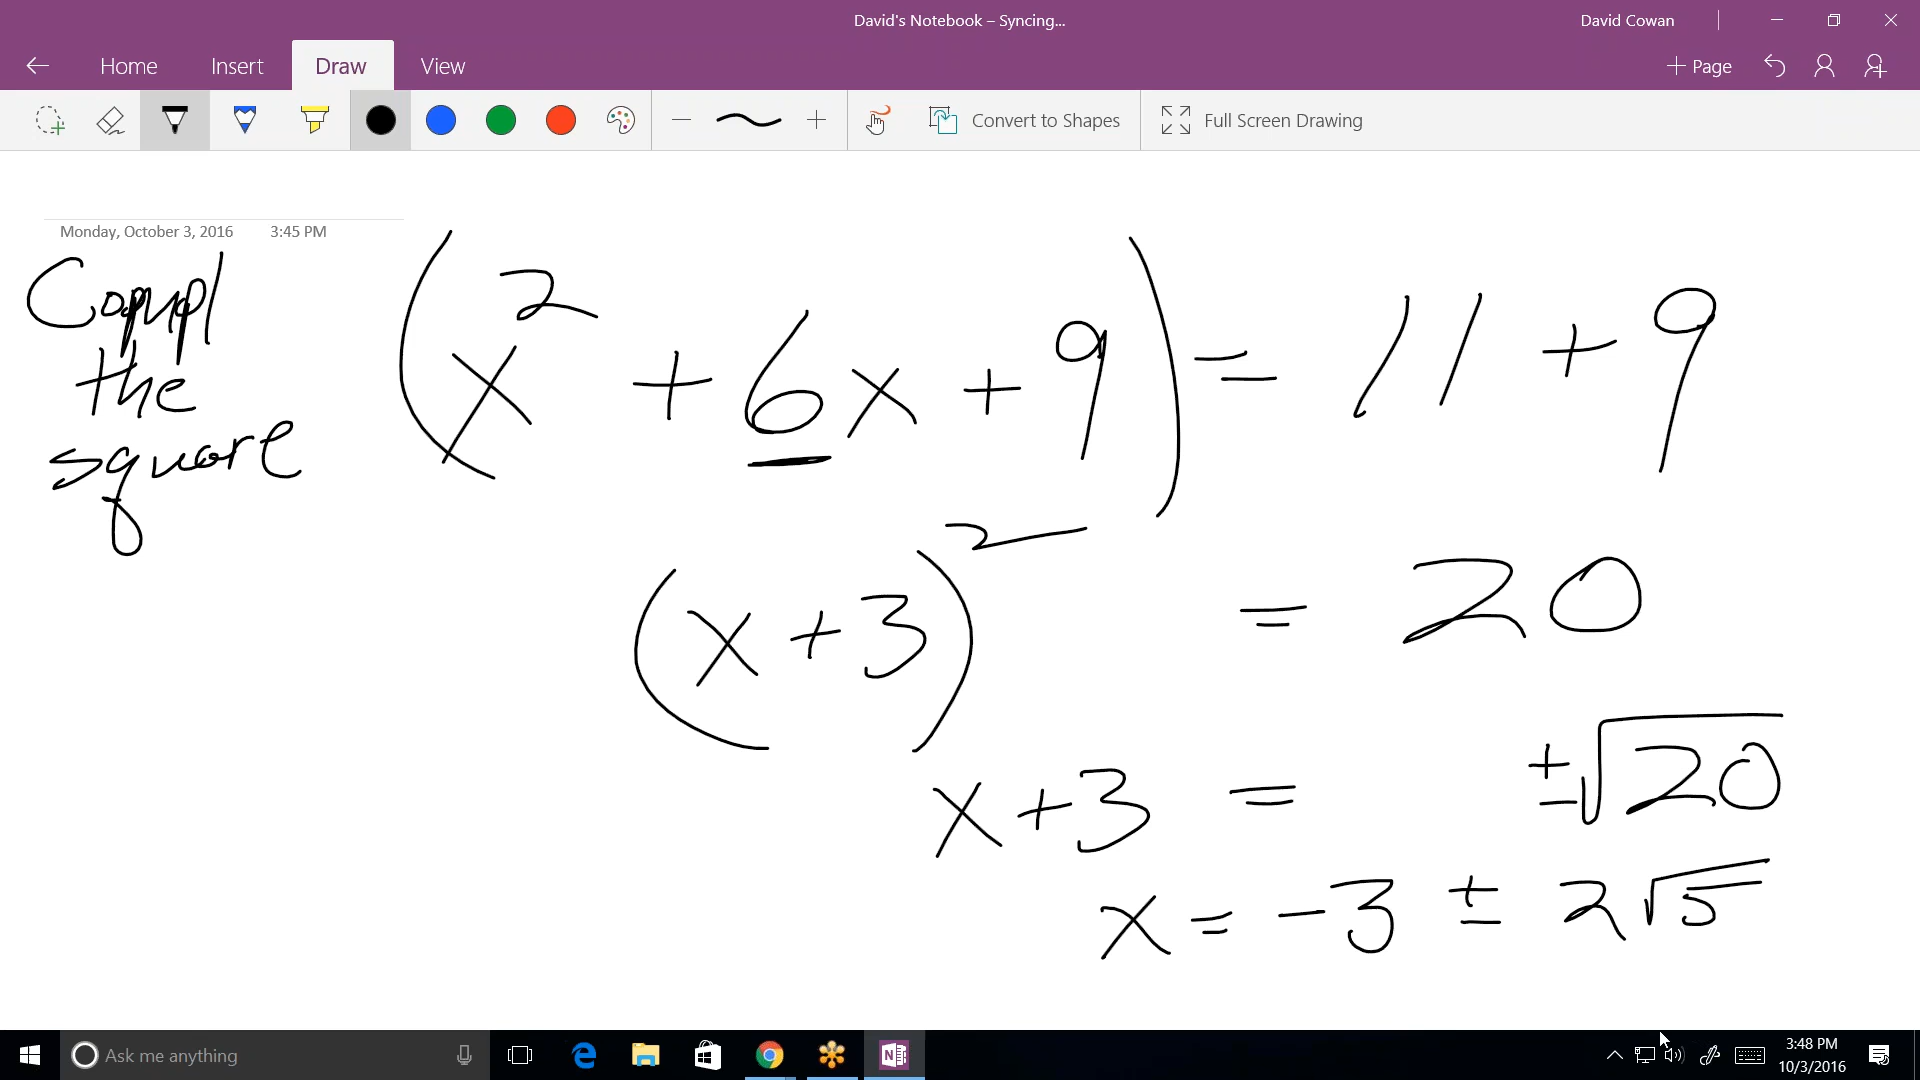 David's Notebook – Syncing...
David Cowan
Home Insert Draw View
+ Page
Convert to Shapes
Full Screen Drawing
Monday, October 3, 2016 3:45 PM
Compl
the
square
(x² + 6x + 9) = 11 + 9
(x + 3)² = 20
x + 3 = ±√20
x = -3 ± 2√5
Ask me anything
3:48 PM
10/3/2016